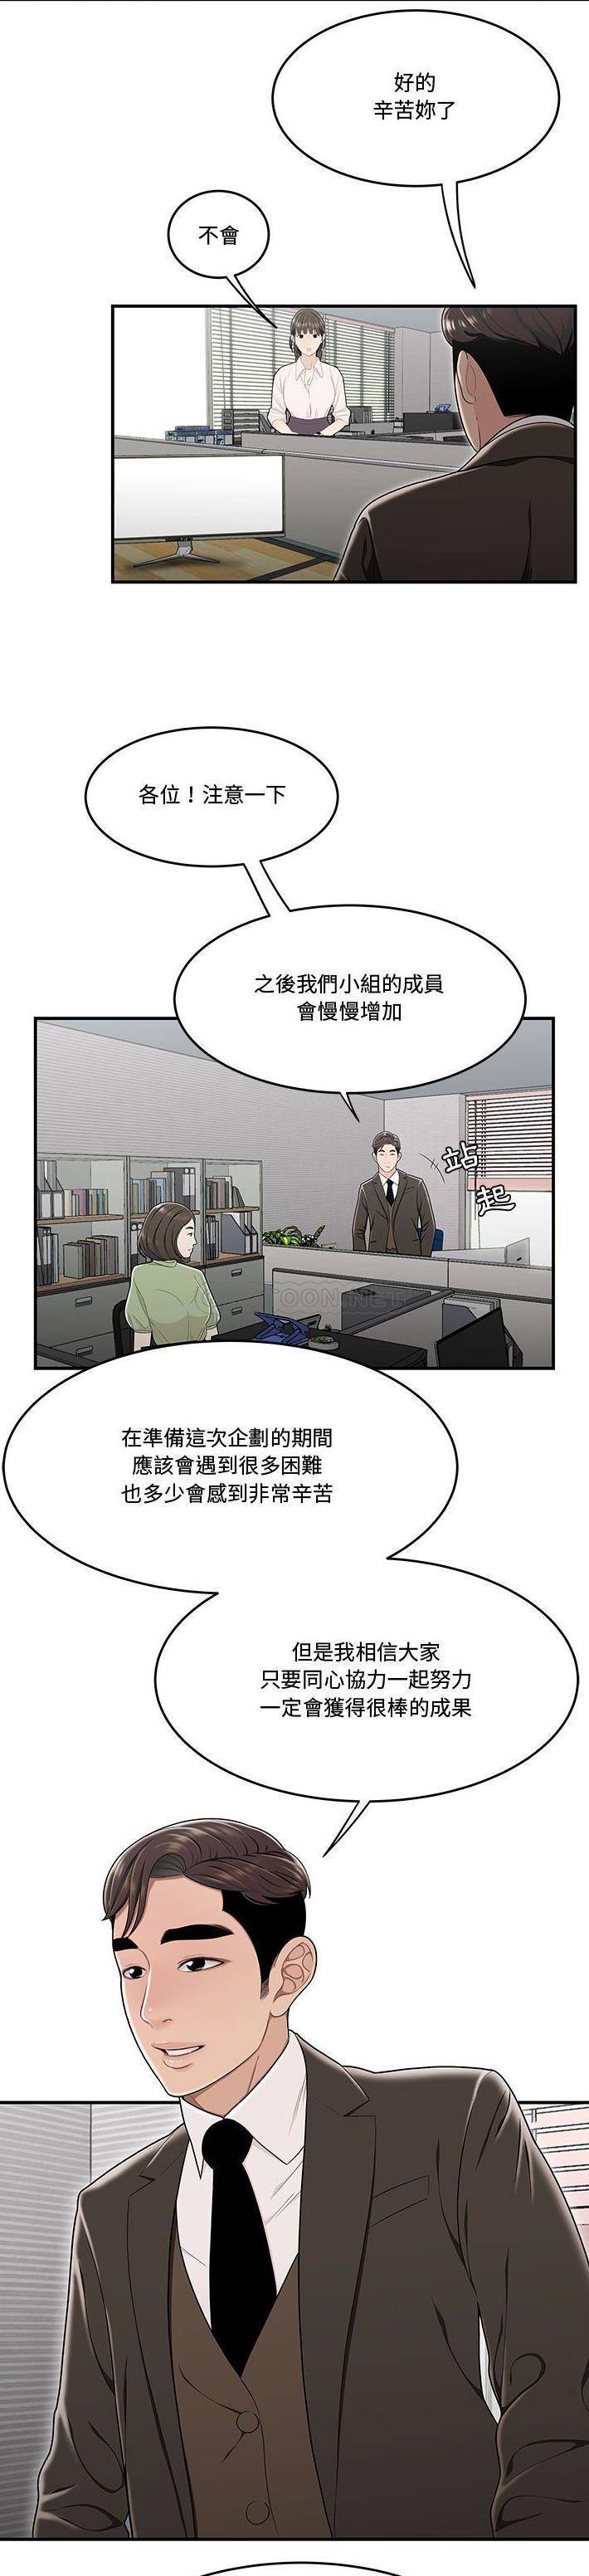 好的
辛苦妳了
不會
各位！注意一下
之後我們小組的成員
會慢慢增加
站
起
在準備這次企劃的期間
應該會遇到很多困難
也多少會感到非常辛苦
但是我相信大家
只要同心協力一起努力
一定會獲得很棒的成果